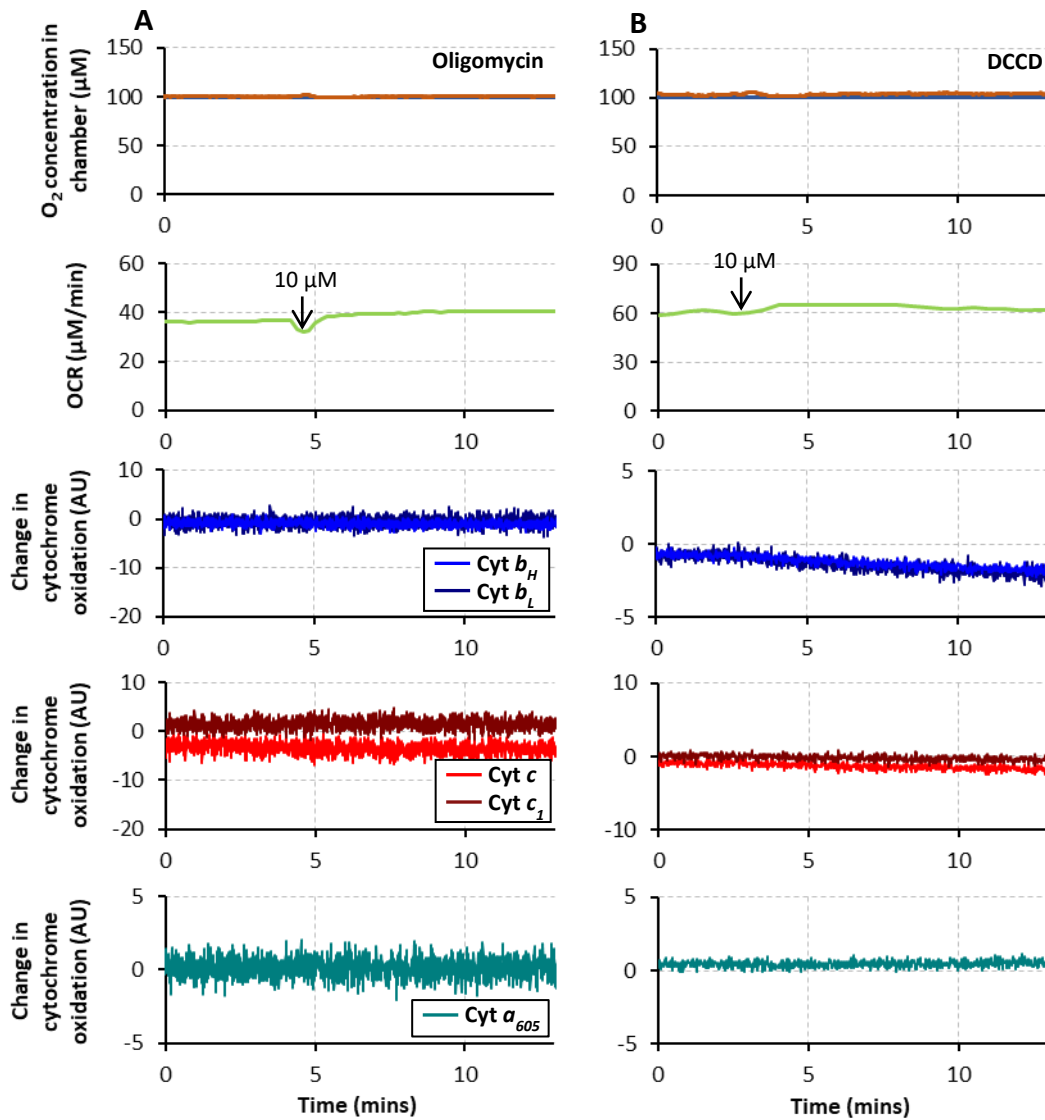 A
B
O2 concentration in
chamber (µM)
150
100
50
0
Oligomycin
0
150
100
50
0
DCCD
0 5 10
OCR (µM/min)
60
40
20
0
10 µM
0 5 10
90
60
30
0
10 µM
0 5 10
Change in
cytochrome
oxidation (AU)
10
0
-10
-20
Cyt bH
Cyt bL
0 5 10
5
0
-5
0 5 10
Change in
cytochrome
oxidation (AU)
10
0
-10
-20
Cyt c
Cyt c1
0 5 10
10
0
-10
0 5 10
Change in
cytochrome
oxidation (AU)
5
0
-5
Cyt a605
0 5 10
Time (mins)
5
0
-5
0 5 10
Time (mins)